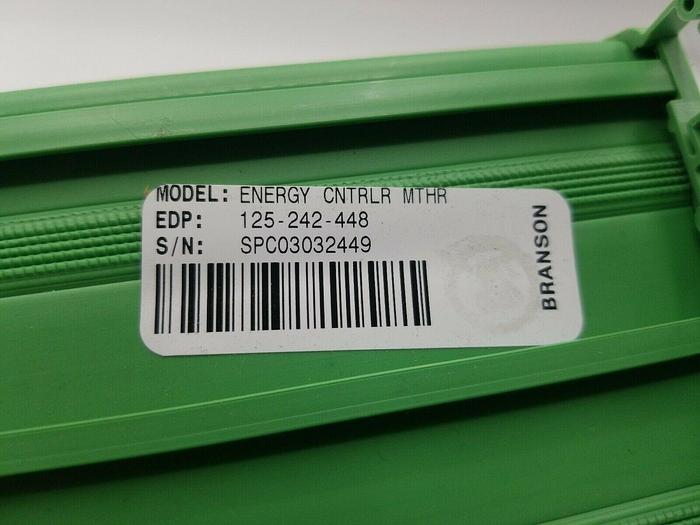 MODEL: ENERGY CNTRLR MTHR
EDP: 125-242-448
S/N: SPC03032449
BRANSON